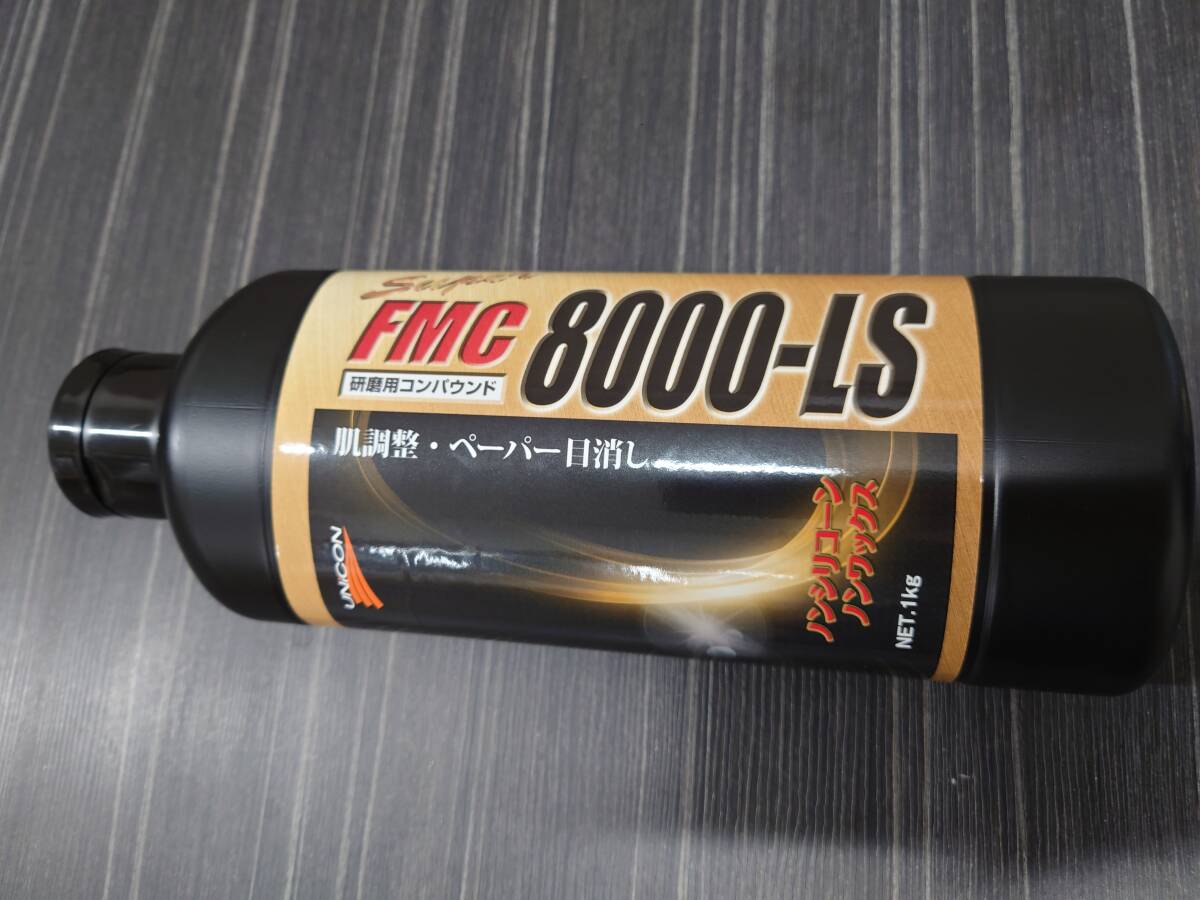 FMC 8000-LS
研磨用コンパウンド
肌調整・ペーパー目消し
ノンシリコーン
ノンワックス
UNICON
NET.1kg